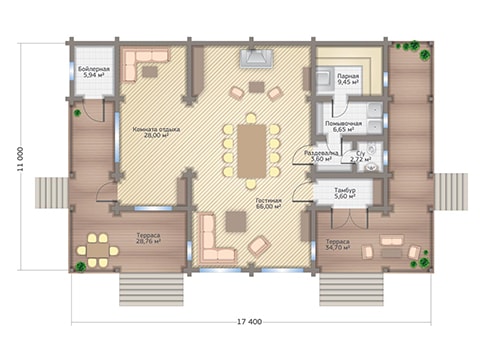 Бойлерная
5,94 м²
Комната отдыха
28,00 м²
Парная
9,45 м²
Помывочная
6,65 м²
Раздевалка
3,60 м²
С/у
2,72 м²
Тамбур
5,60 м²
Гостиная
66,00 м²
Терраса
28,76 м²
Терраса
34,70 м²
11 000
17 400